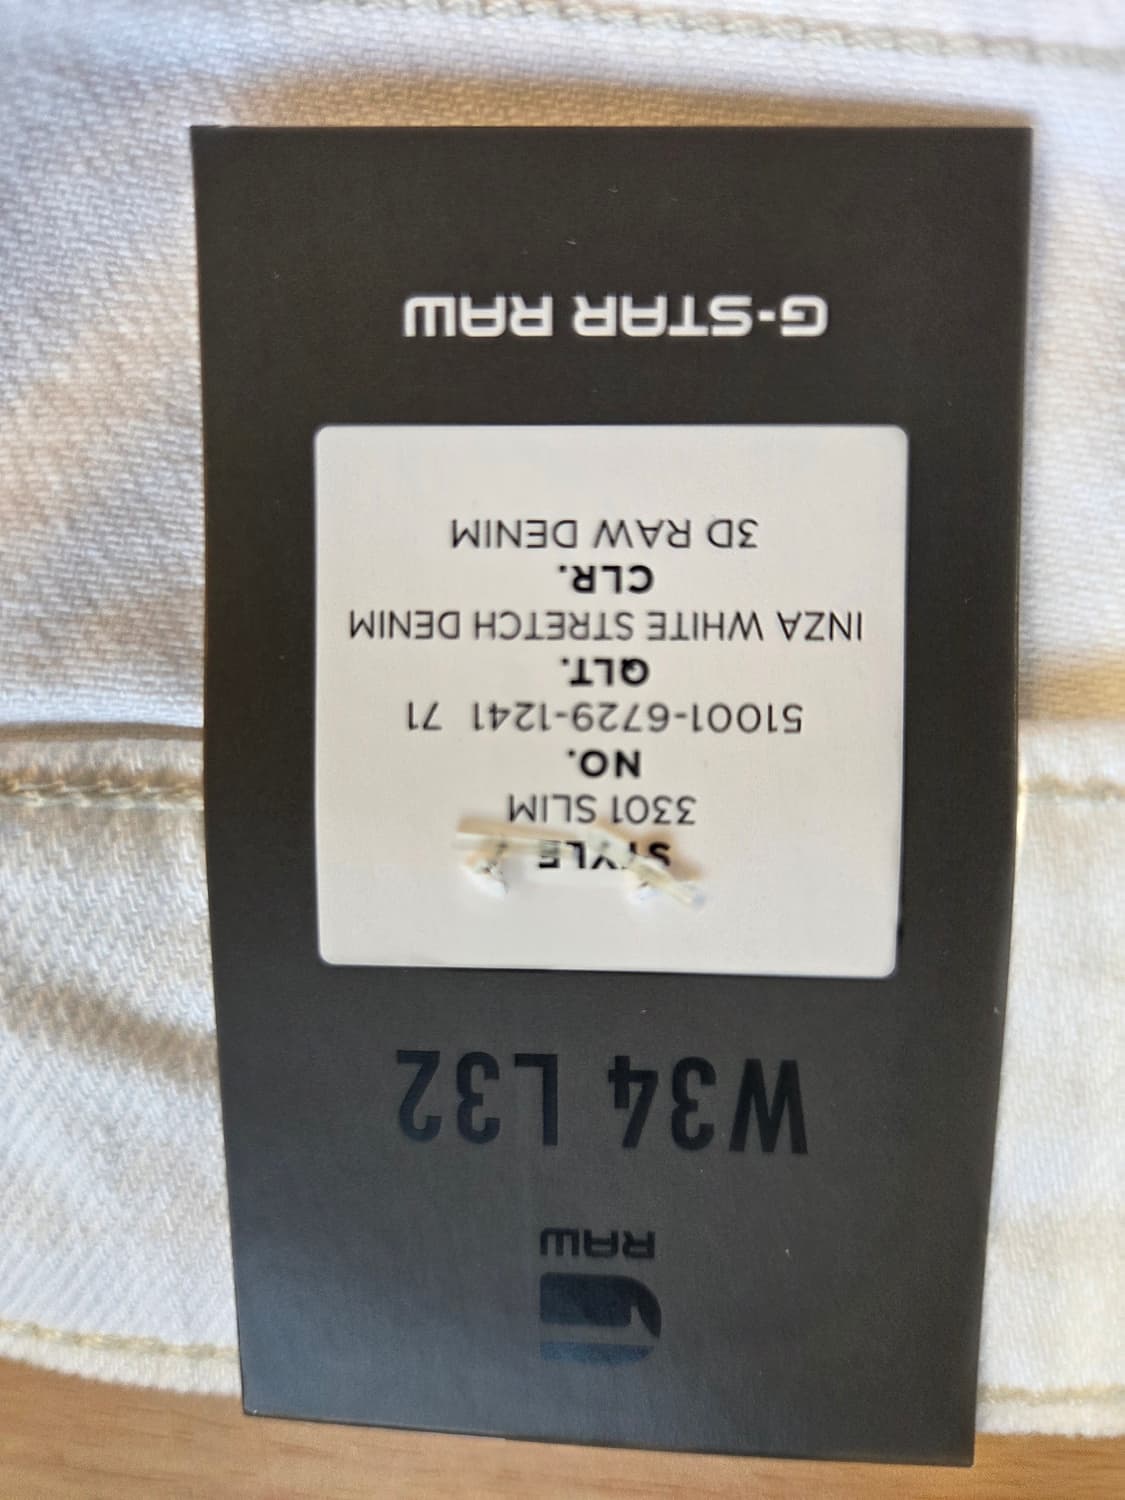 RAW
W34 L32
STYLE
3301 SLIM
NO.
51001-6729-1241 71
QLT.
INZA WHITE STRETCH DENIM
CLR.
3D RAW DENIM
G-STAR RAW